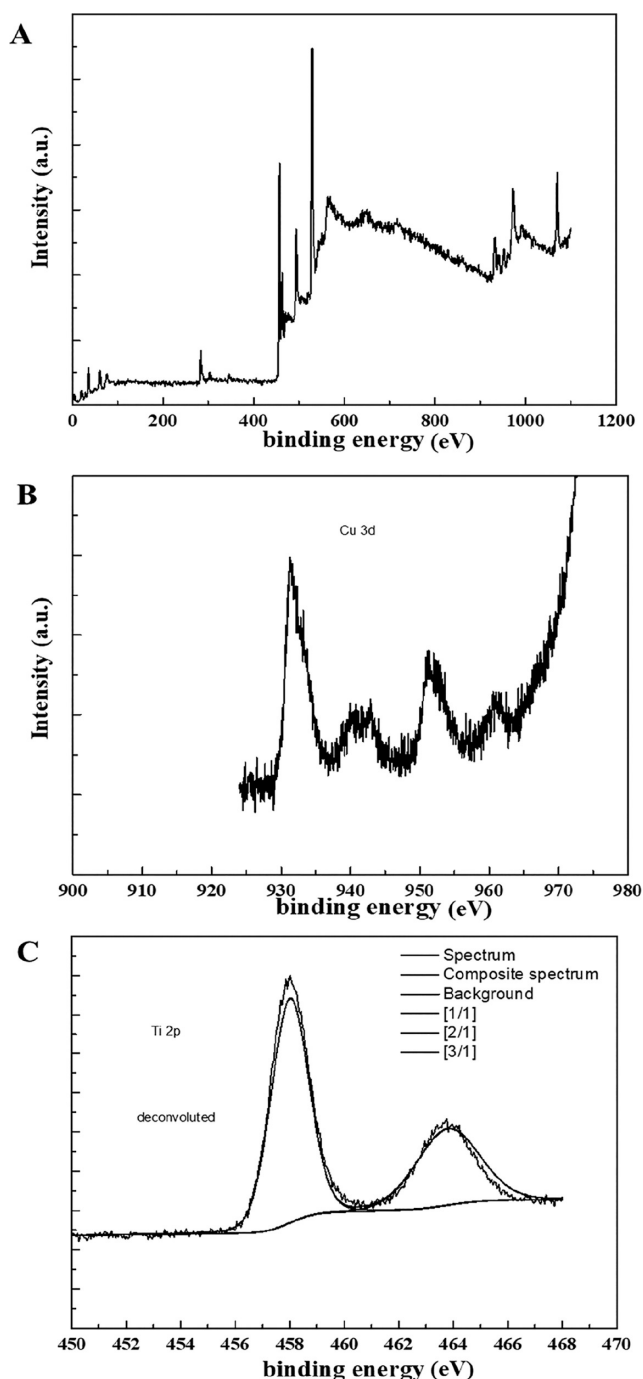 A
Intensity (a.u.)
0 200 400 600 800 1000 1200
binding energy (eV)
B
Cu 3d
Intensity (a.u.)
900 910 920 930 940 950 960 970 980
binding energy (eV)
C
Spectrum
Composite spectrum
Background
[1/1]
[2/1]
[3/1]
Ti 2p
deconvoluted
450 452 454 456 458 460 462 464 466 468 470
binding energy (eV)